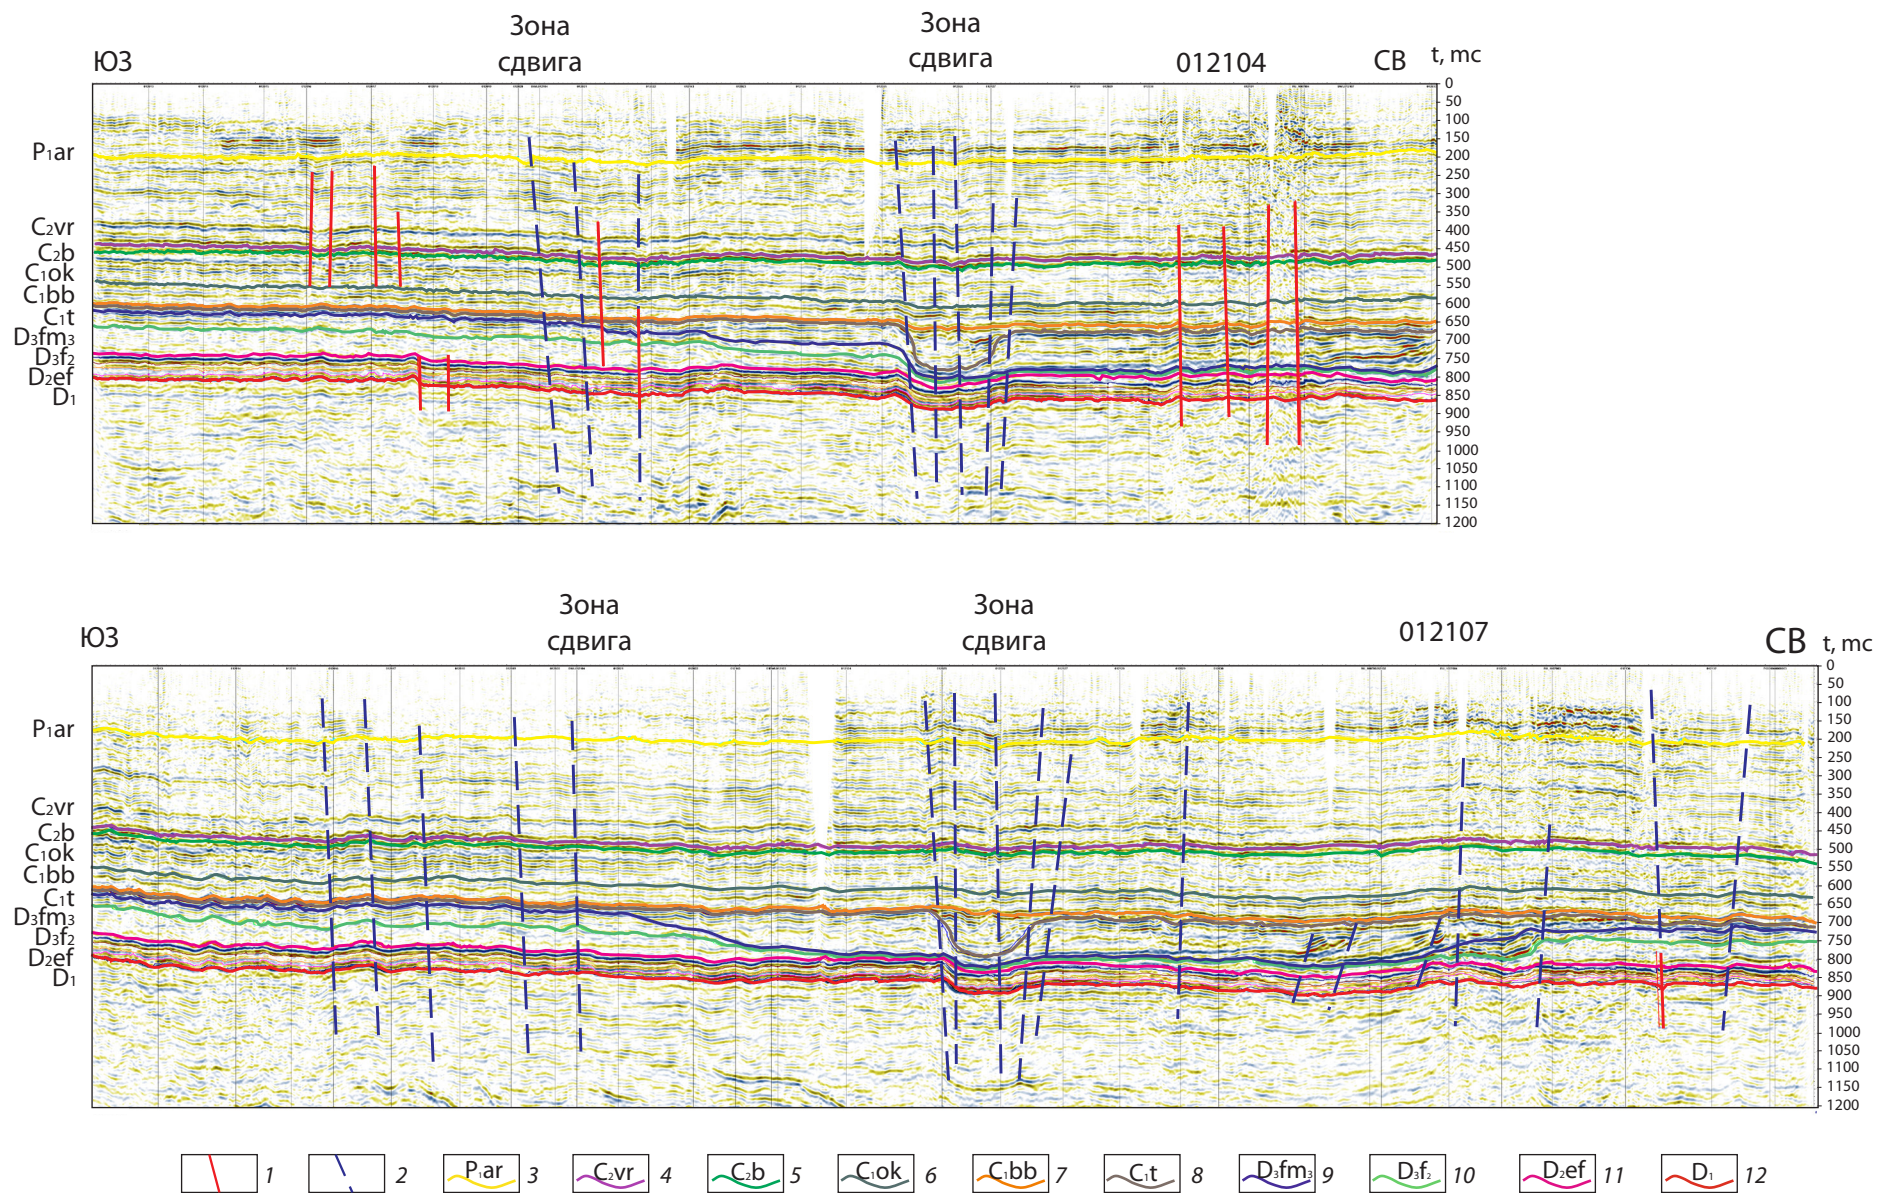 Зона
сдвига
Зона
сдвига
ЮЗ
012104
СВ
t, мс
0
50
100
150
200
250
300
350
400
450
500
550
600
650
700
750
800
850
900
950
1000
1050
1100
1150
1200
P₁ar
C₂vr
C₂b
C₁ok
C₁bb
C₁t
D₃fm₃
D₃f₂
D₂ef
D₁
Зона
сдвига
Зона
сдвига
ЮЗ
012107
СВ
t, мс
0
50
100
150
200
250
300
350
400
450
500
550
600
650
700
750
800
850
900
950
1000
1050
1100
1150
1200
P₁ar
C₂vr
C₂b
C₁ok
C₁bb
C₁t
D₃fm₃
D₃f₂
D₂ef
D₁
1 2 P₁ar 3 C₂vr 4 C₂b 5 C₁ok 6 C₁bb 7 C₁t 8 D₃fm₃ 9 D₃f₂ 10 D₂ef 11 D₁ 12